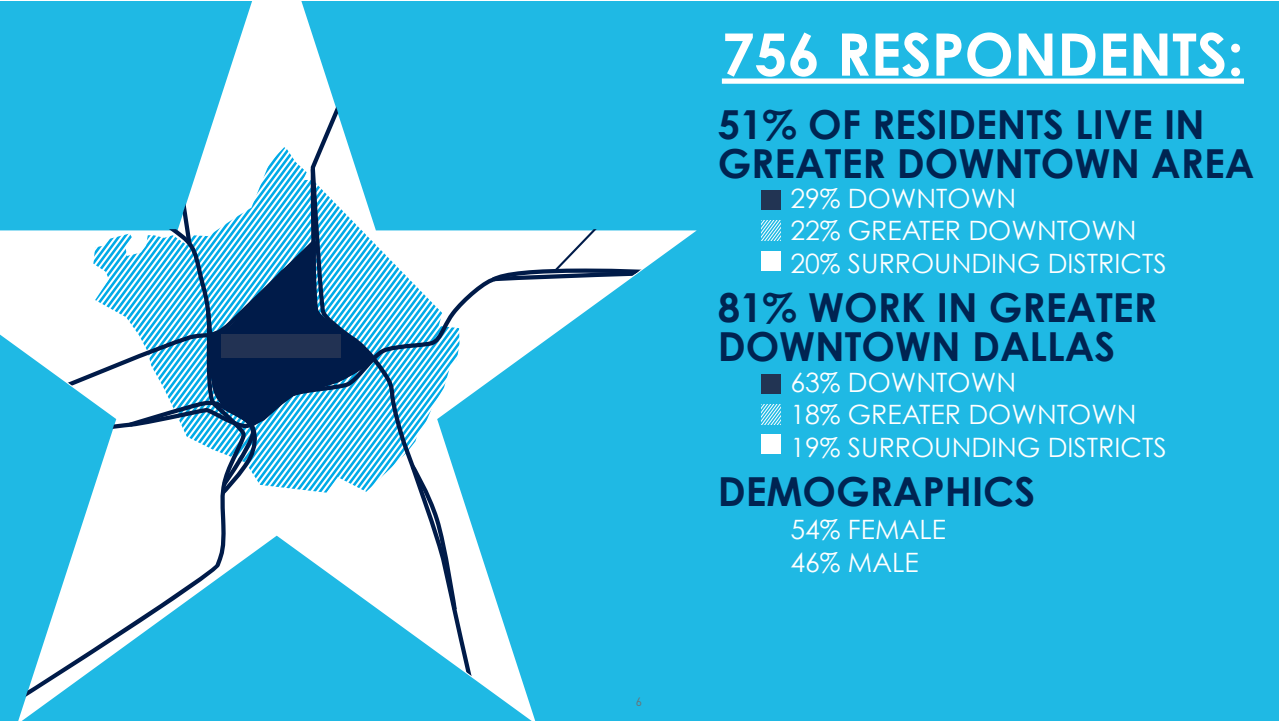 756 RESPONDENTS:
51% OF RESIDENTS LIVE IN
GREATER DOWNTOWN AREA
29% DOWNTOWN
22% GREATER DOWNTOWN
20% SURROUNDING DISTRICTS
81% WORK IN GREATER
DOWNTOWN DALLAS
63% DOWNTOWN
18% GREATER DOWNTOWN
19% SURROUNDING DISTRICTS
DEMOGRAPHICS
54% FEMALE
46% MALE
6